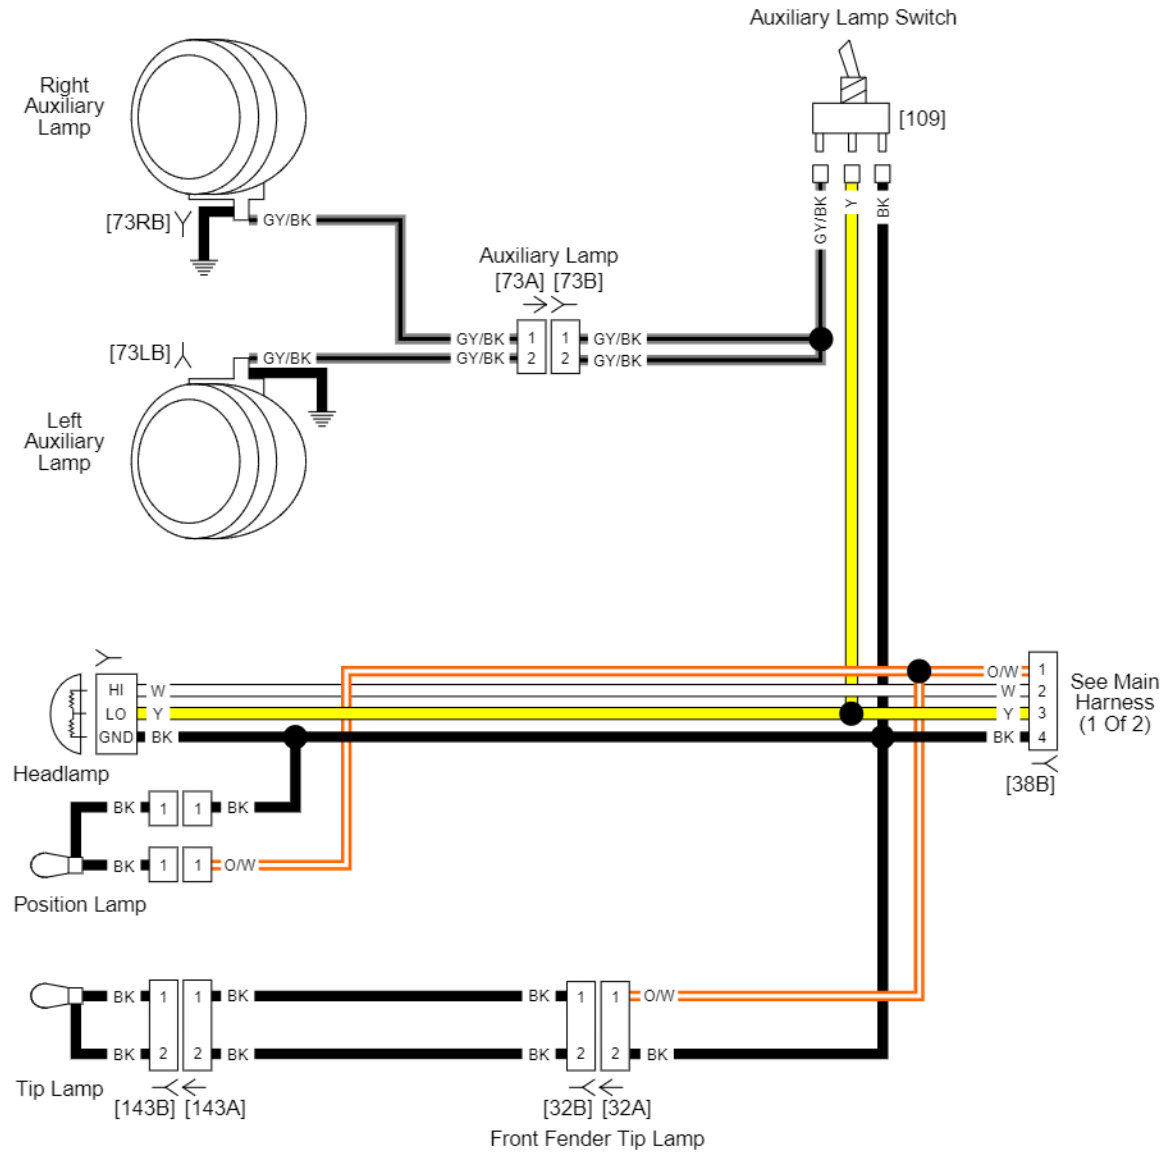 Auxiliary Lamp Switch
[109]
Right
Auxiliary
Lamp
[73RB]
GY/BK
GY/BK
Y
BK
Auxiliary Lamp
[73A] [73B]
GY/BK 1 1 GY/BK
GY/BK 2 2 GY/BK
[73LB]
GY/BK
Left
Auxiliary
Lamp
HI W
LO Y
GND BK
Headlamp
O/W 1
W 2
Y 3
BK 4
See Main
Harness
(1 Of 2)
[38B]
BK 1 1 BK
BK 1 1 O/W
Position Lamp
BK 1 1 BK
BK 1 1 O/W
BK 2 2 BK
BK 2 2 BK
Tip Lamp
[143B] [143A]
[32B] [32A]
Front Fender Tip Lamp